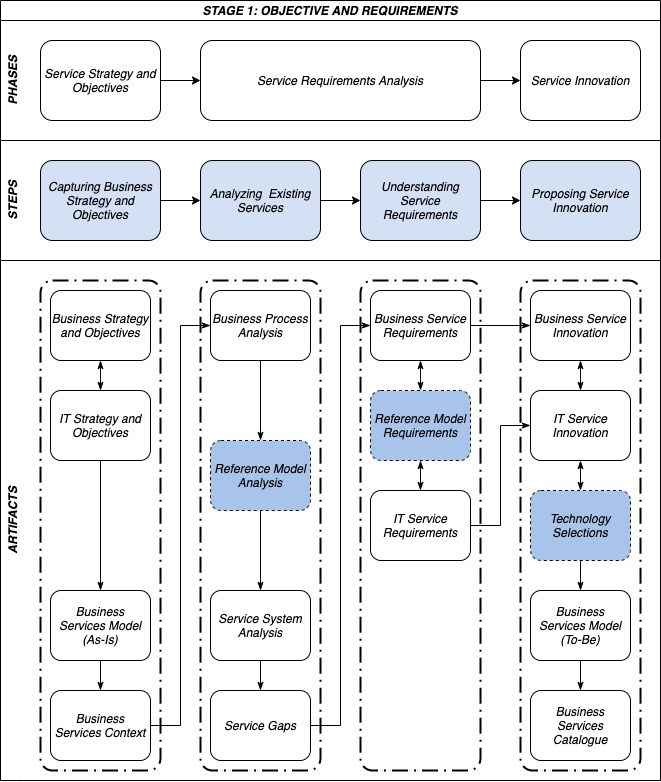 STAGE 1: OBJECTIVE AND REQUIREMENTS
PHASES
Service Strategy and
Objectives
Service Requirements Analysis
Service Innovation
STEPS
Capturing Business
Strategy and
Objectives
Analyzing Existing
Services
Understanding
Service
Requirements
Proposing Service
Innovation
ARTIFACTS
Business Strategy
and Objectives
IT Strategy and
Objectives
Business
Services Model
(As-Is)
Business
Services Context
Business Process
Analysis
Reference Model
Analysis
Service System
Analysis
Service Gaps
Business Service
Requirements
Reference Model
Requirements
IT Service
Requirements
Business Service
Innovation
IT Service
Innovation
Technology
Selections
Business
Services Model
(To-Be)
Business
Services
Catalogue